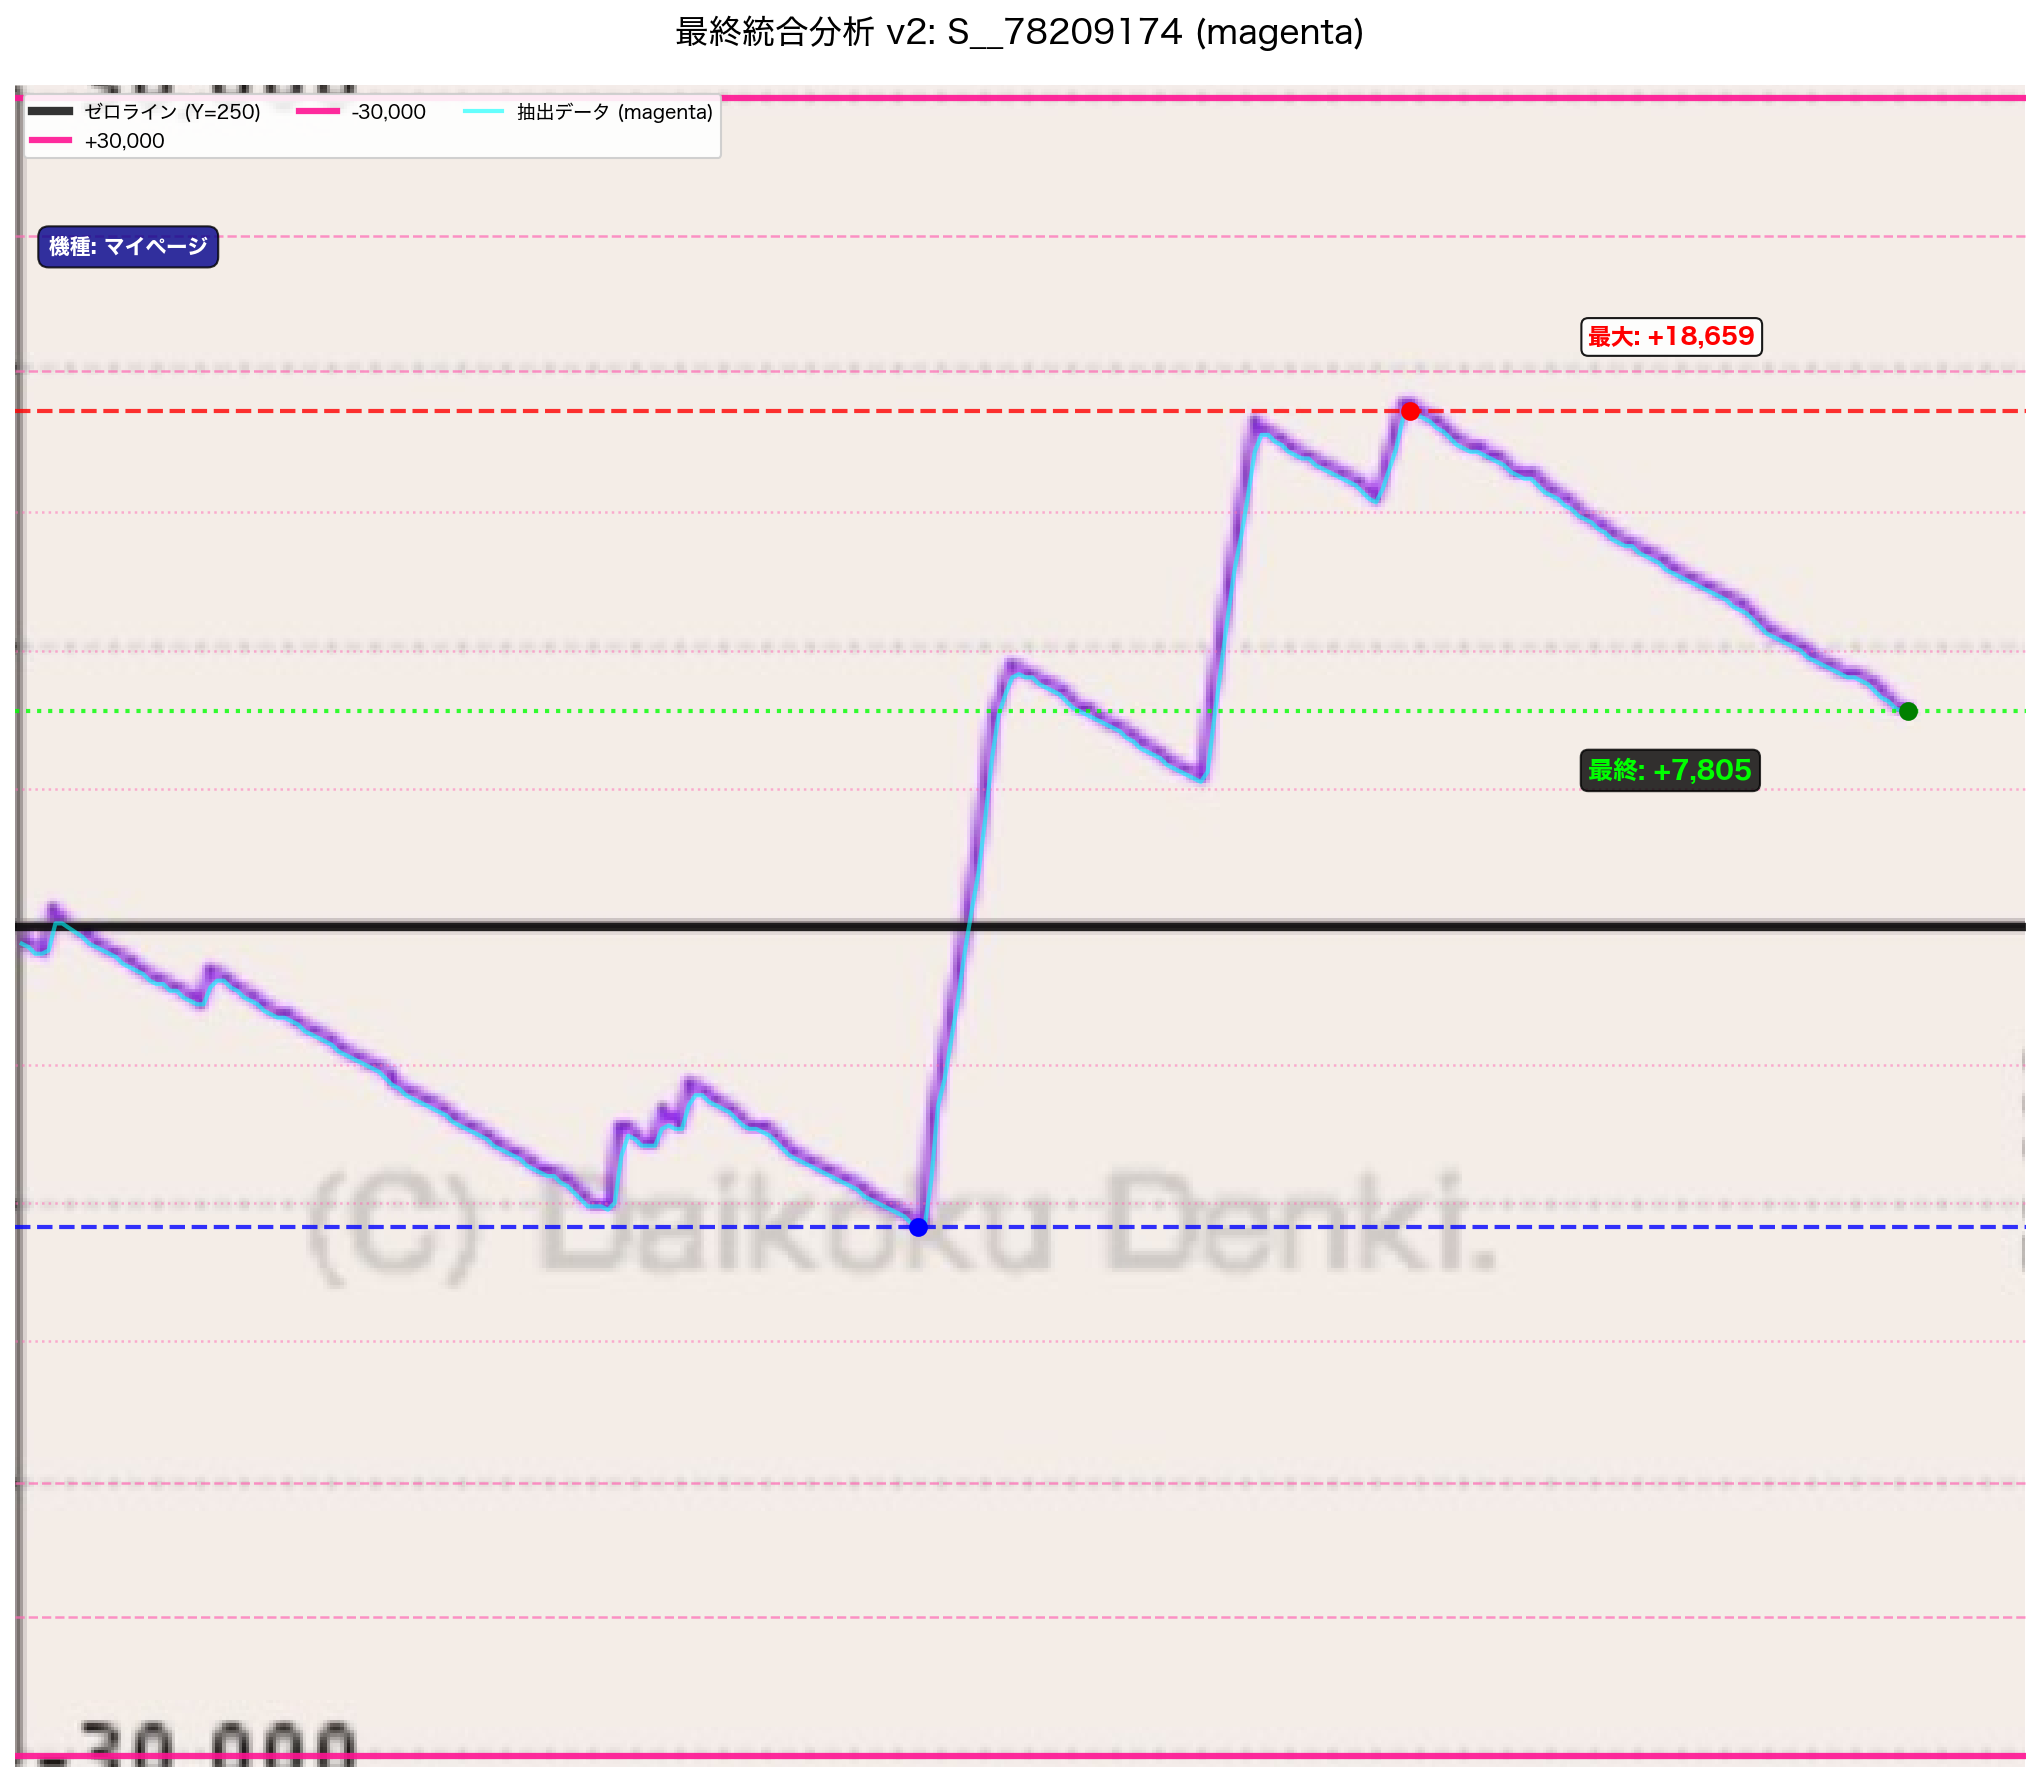 最終統合分析 v2: S__78209174 (magenta)
ゼロライン (Y=250)
-30,000
抽出データ (magenta)
+30,000
機種: マイページ
最大: +18,659
最終: +7,805
(C) Daikoku Denki.
-30,000